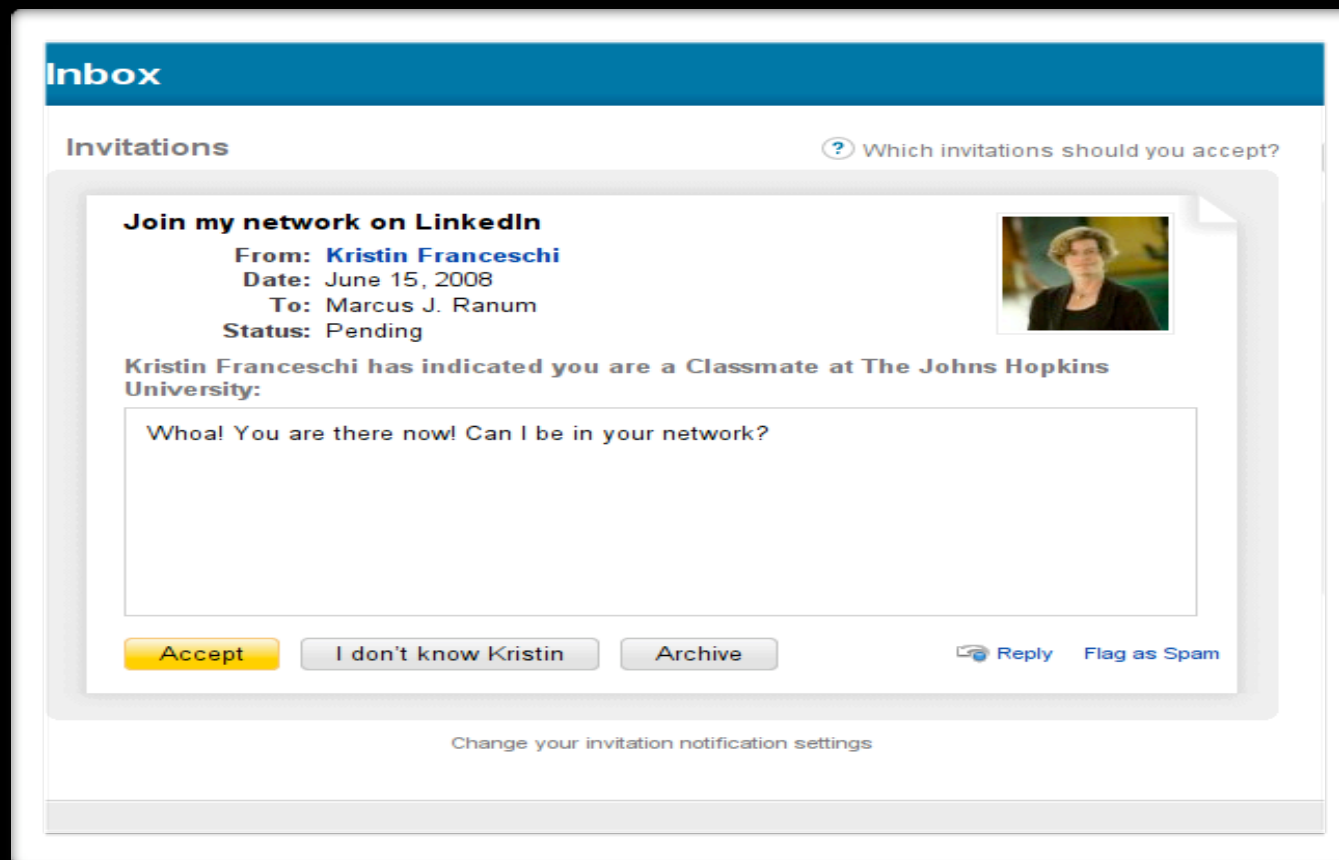 Inbox
Invitations
? Which invitations should you accept?
Join my network on LinkedIn
From: Kristin Franceschi
Date: June 15, 2008
To: Marcus J. Ranum
Status: Pending
Kristin Franceschi has indicated you are a Classmate at The Johns Hopkins
University:
Whoa! You are there now! Can I be in your network?
Accept I don't know Kristin Archive Reply Flag as Spam
Change your invitation notification settings